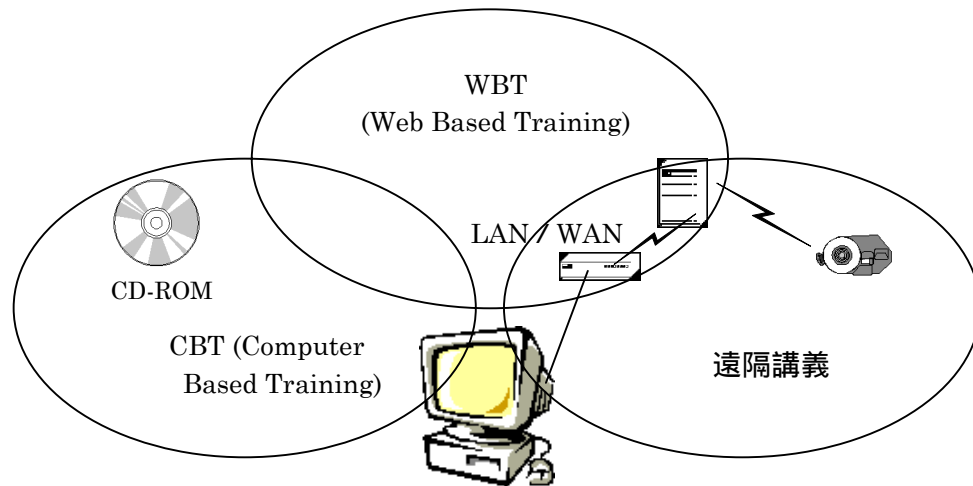 WBT
(Web Based Training)
LAN / WAN
CD-ROM
CBT (Computer
Based Training)
遠隔講義